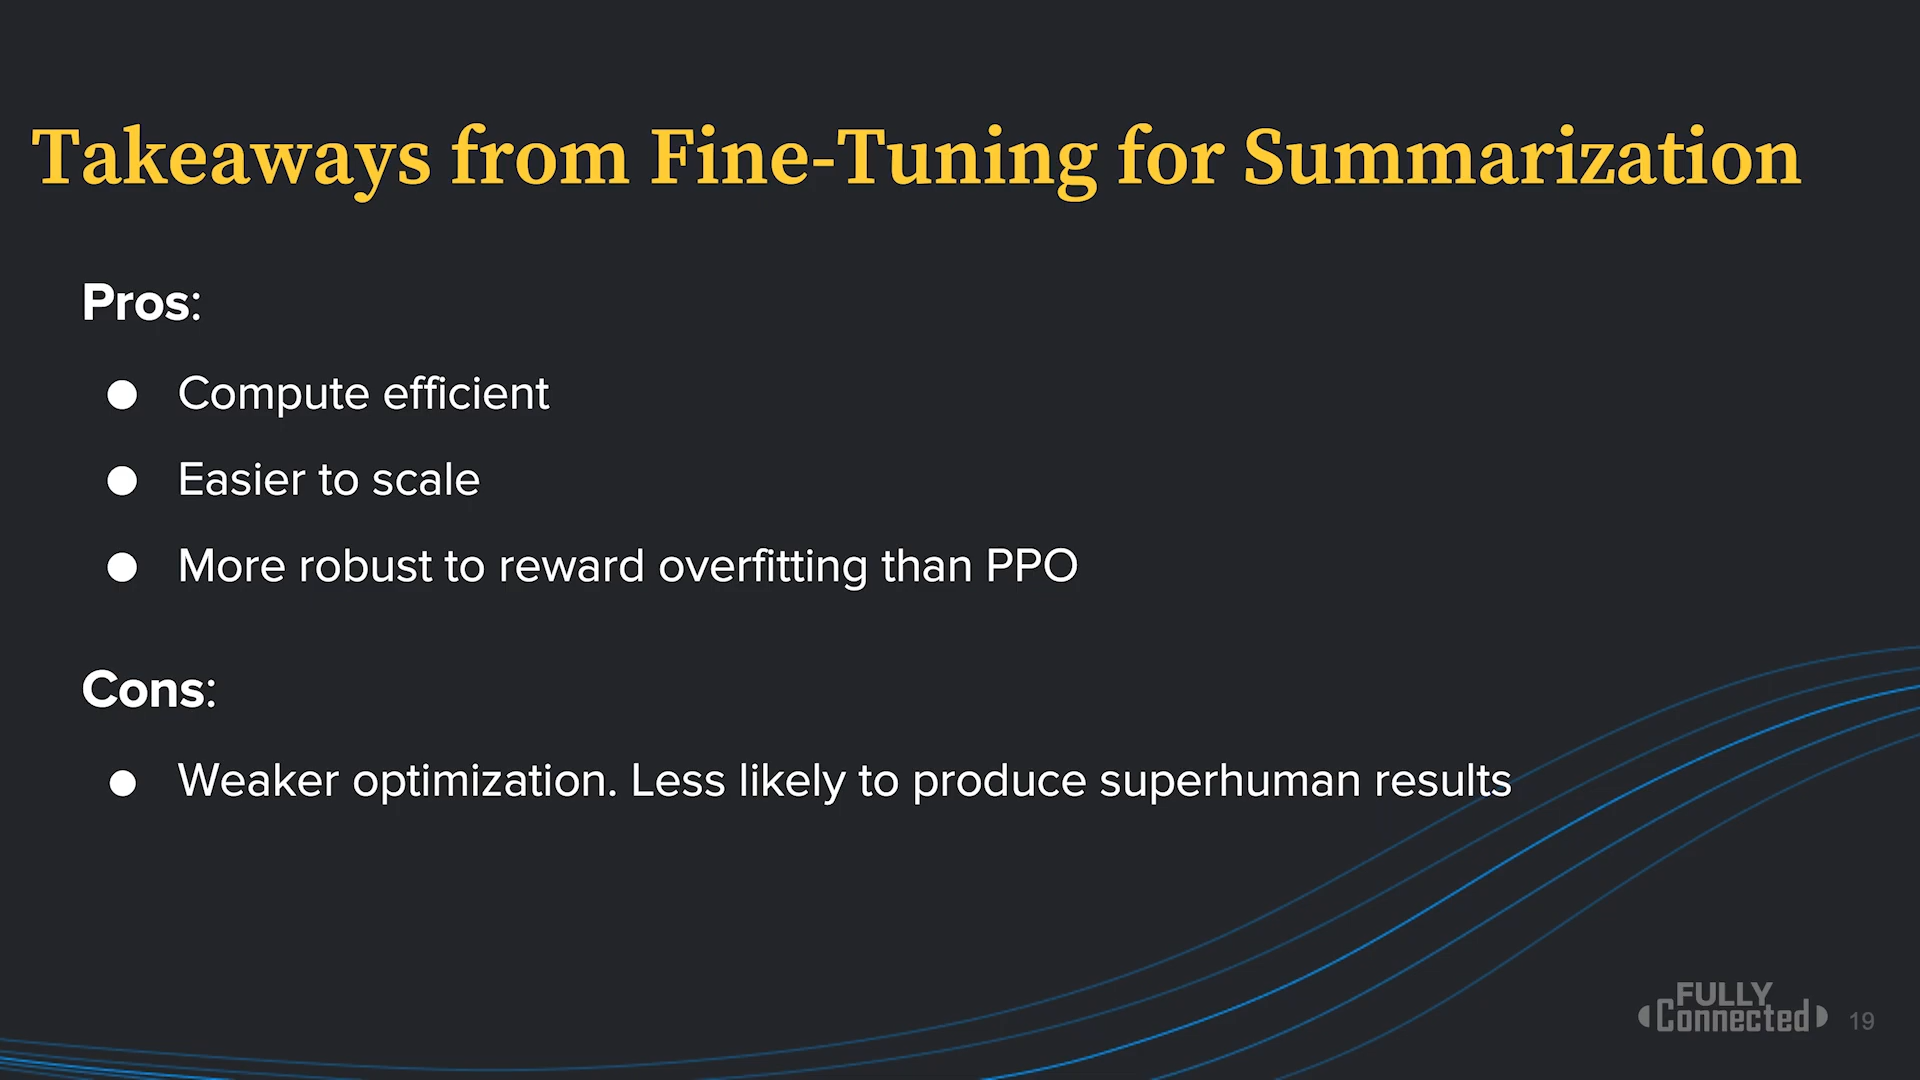 Takeaways from Fine-Tuning for Summarization
Pros:
● Compute efficient
● Easier to scale
● More robust to reward overfitting than PPO
Cons:
● Weaker optimization. Less likely to produce superhuman results
FULLY
Connected
19